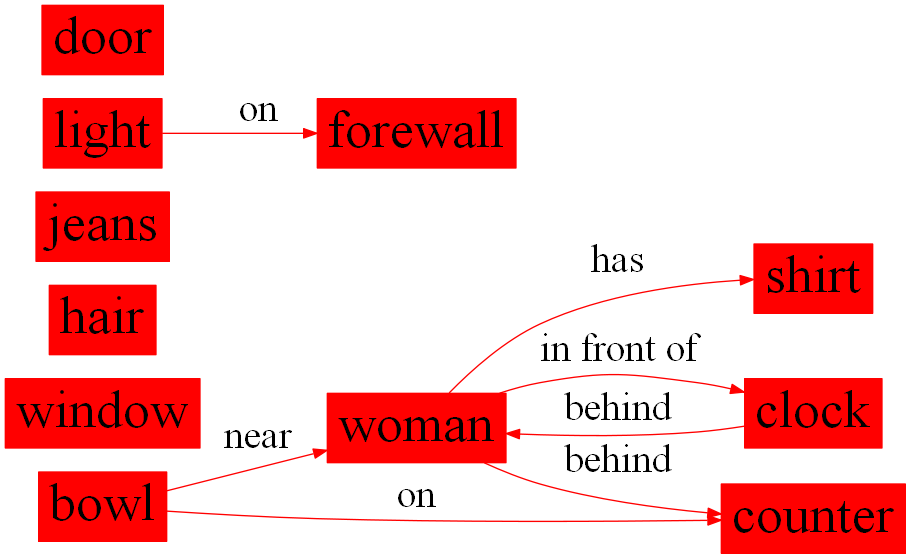 door
light
on
forewall
jeans
hair
has
shirt
window
in front of
clock
behind
woman
near
behind
bowl
on
counter